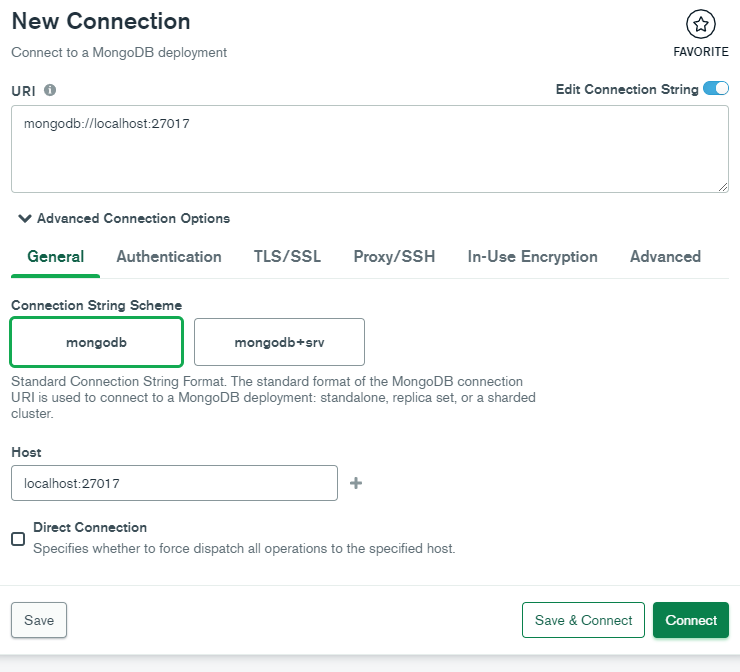 New Connection
Connect to a MongoDB deployment
FAVORITE
URI
Edit Connection String
mongodb://localhost:27017
Advanced Connection Options
General Authentication TLS/SSL Proxy/SSH In-Use Encryption Advanced
Connection String Scheme
mongodb mongodb+srv
Standard Connection String Format. The standard format of the MongoDB connection
URI is used to connect to a MongoDB deployment: standalone, replica set, or a sharded
cluster.
Host
localhost:27017
Direct Connection
Specifies whether to force dispatch all operations to the specified host.
Save Save & Connect Connect